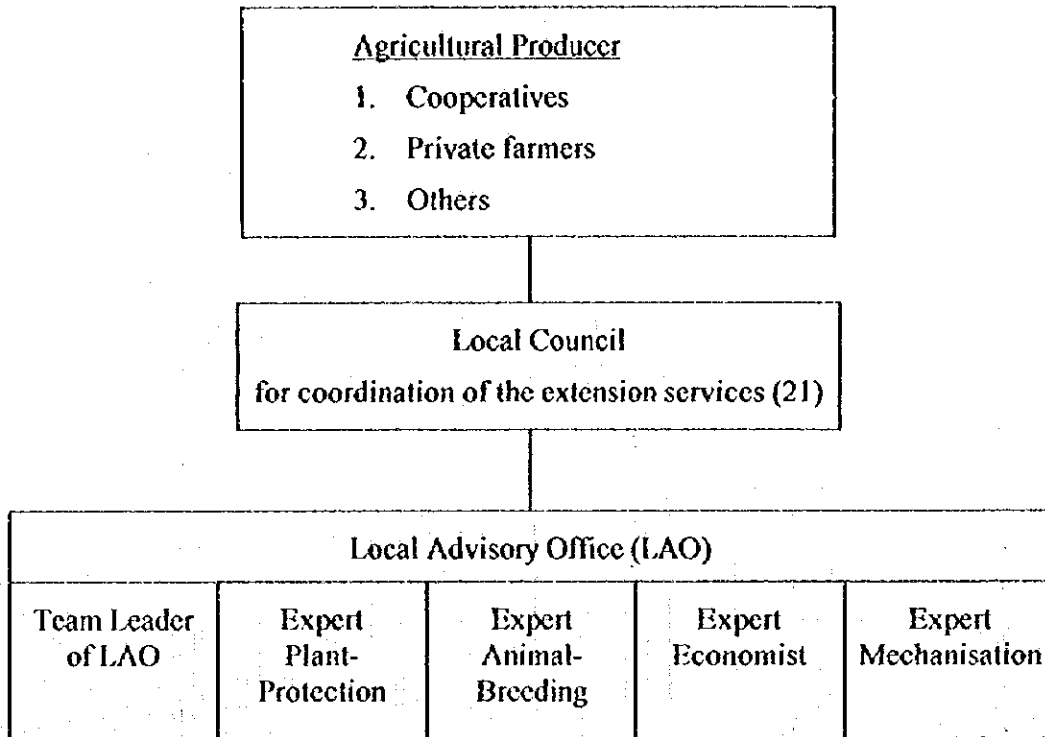 Agricultural Producer
1. Cooperatives
2. Private farmers
3. Others
Local Council
for coordination of the extension services (21)
Local Advisory Office (LAO)
Team Leader
of LAO
Expert
Plant-
Protection
Expert
Animal-
Breeding
Expert
Economist
Expert
Mechanisation